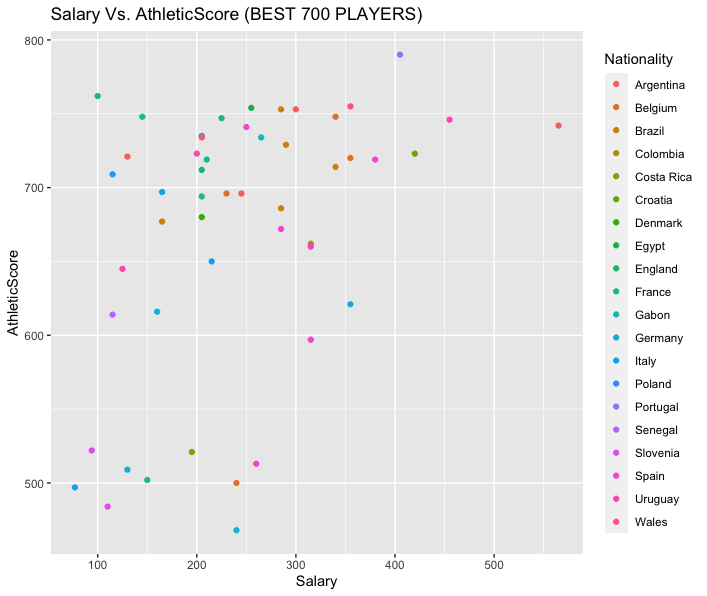 Salary Vs. AthleticScore (BEST 700 PLAYERS)
800
700
600
500
AthleticScore
100 200 300 400 500
Salary
Nationality
Argentina
Belgium
Brazil
Colombia
Costa Rica
Croatia
Denmark
Egypt
England
France
Gabon
Germany
Italy
Poland
Portugal
Senegal
Slovenia
Spain
Uruguay
Wales